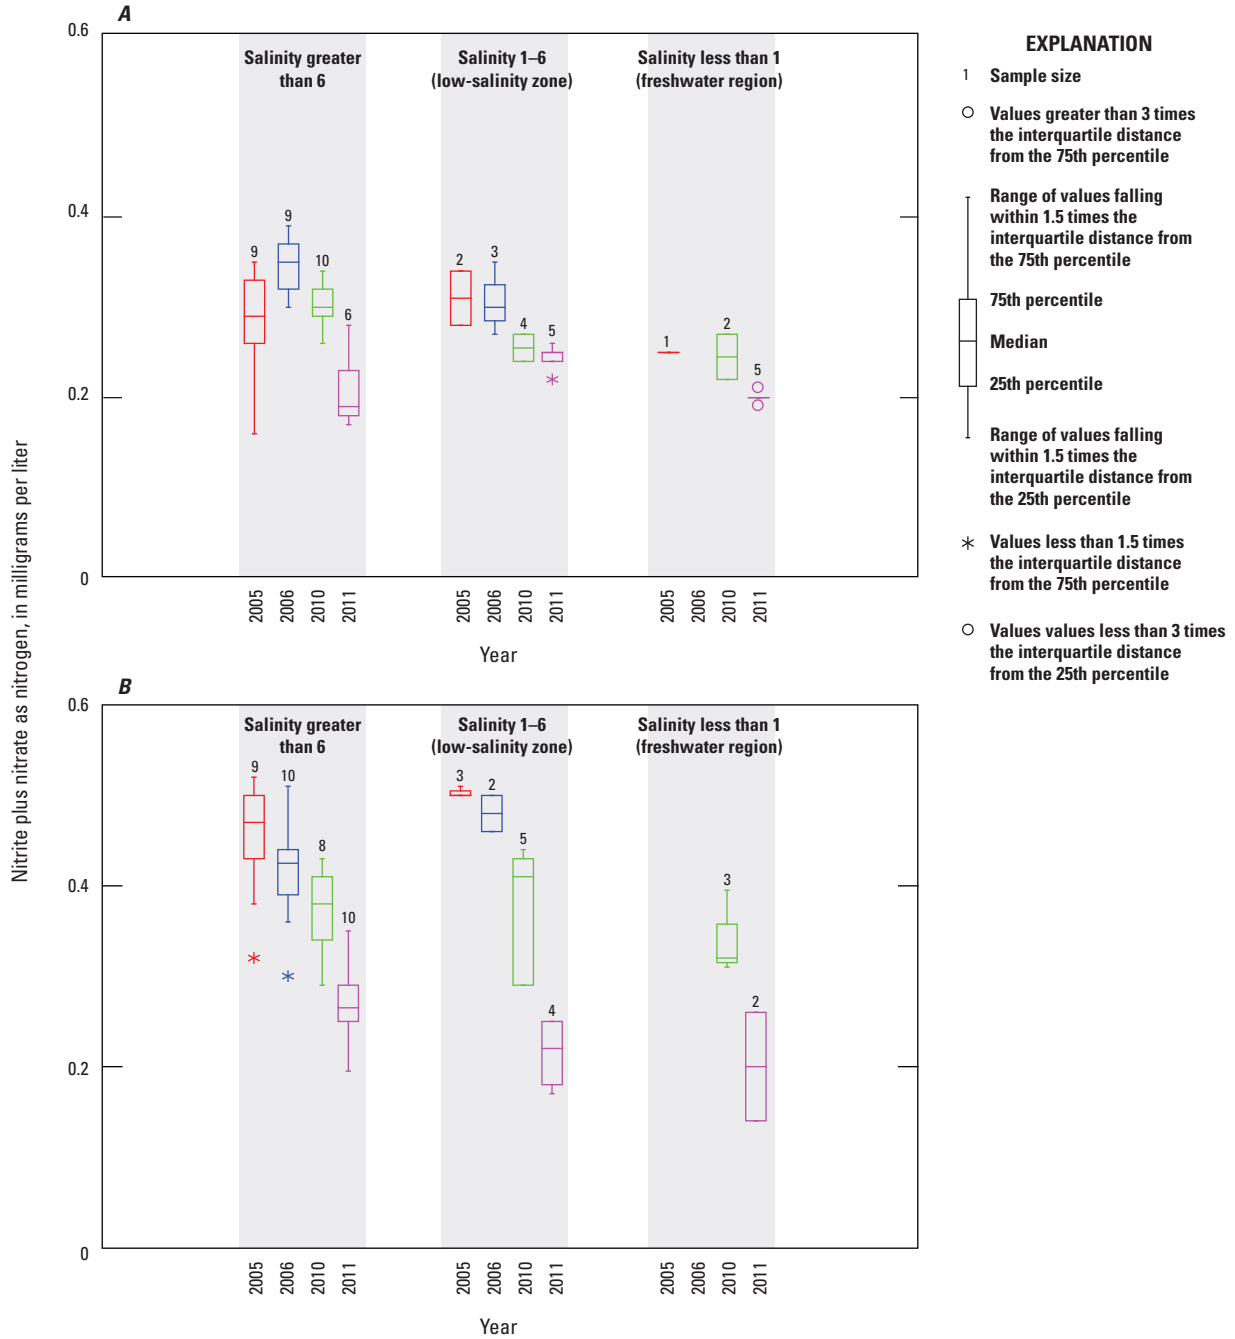 A
0.6
Salinity greater
than 6
Salinity 1–6
(low-salinity zone)
Salinity less than 1
(freshwater region)
0.4
9
9
10
6
2
3
4
5
1
2
5
0.2
0
2005
2006
2010
2011
2005
2006
2010
2011
2005
2006
2010
2011
Year
Nitrite plus nitrate as nitrogen, in milligrams per liter
B
0.6
Salinity greater
than 6
Salinity 1–6
(low-salinity zone)
Salinity less than 1
(freshwater region)
9
10
8
10
3
2
5
4
3
2
0.4
0.2
0
2005
2006
2010
2011
2005
2006
2010
2011
2005
2006
2010
2011
Year
EXPLANATION
1 Sample size
Values greater than 3 times
the interquartile distance
from the 75th percentile
Range of values falling
within 1.5 times the
interquartile distance from
the 75th percentile
75th percentile
Median
25th percentile
Range of values falling
within 1.5 times the
interquartile distance from
the 25th percentile
Values less than 1.5 times
the interquartile distance
from the 75th percentile
Values values less than 3 times
the interquartile distance
from the 25th percentile